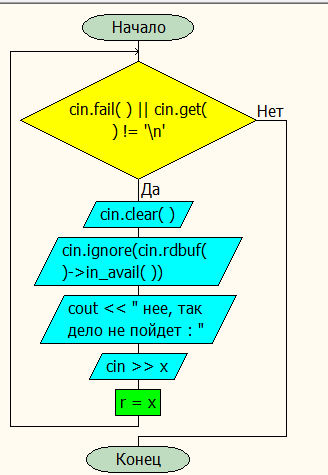 Начало
cin.fail( ) || cin.get(
) != '\n'
Нет
Да
cin.clear( )
cin.ignore(cin.rdbuf(
)->in_avail( ))
cout << " нее, так
дело не пойдет : "
cin >> x
r = x
Конец